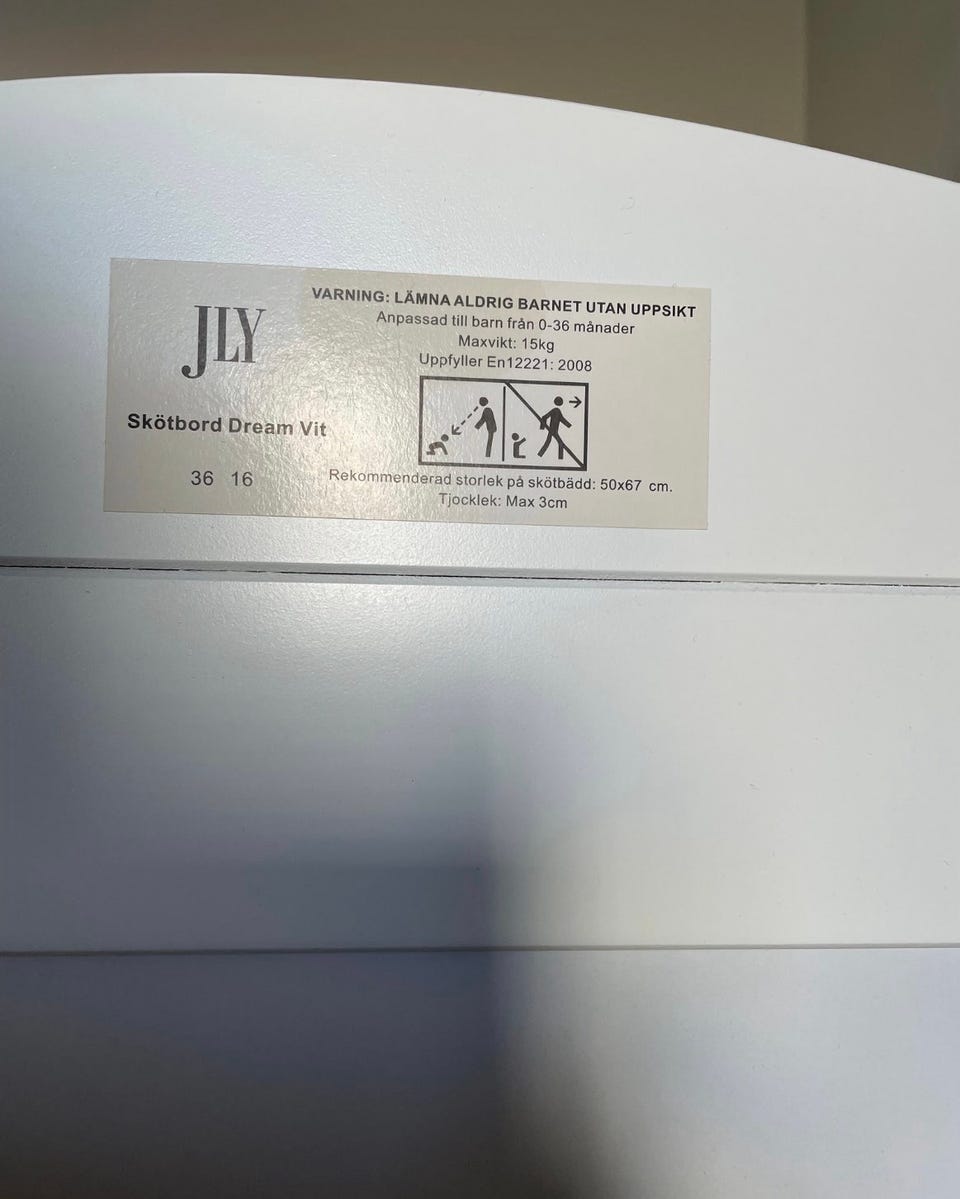 JLY
Skötbord Dream Vit
36 16
VARNING: LÄMNA ALDRIG BARNET UTAN UPPSIKT
Anpassad till barn från 0-36 månader
Maxvikt: 15kg
Uppfyller En12221: 2008
Rekommenderad storlek på skötbädd: 50x67 cm.
Tjocklek: Max 3cm